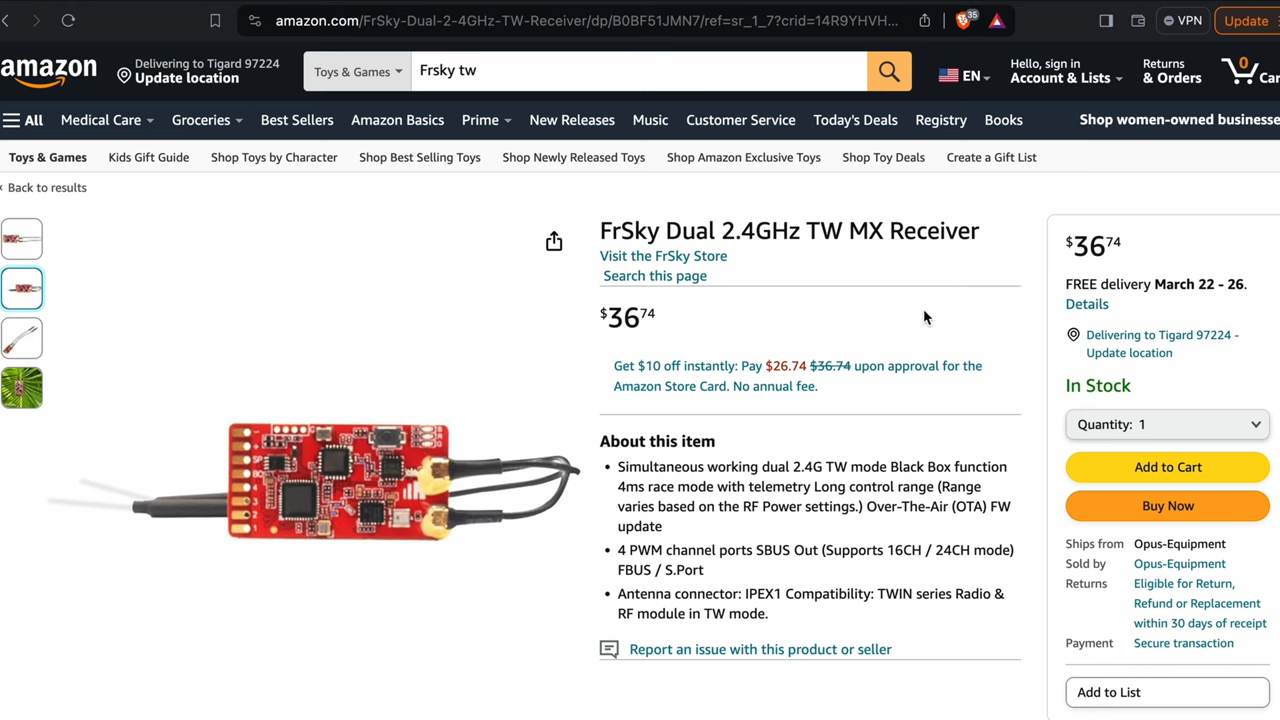 amazon.com/FrSky-Dual-2-4GHz-TW-Receiver/dp/B0BF51JMN7/ref=sr_1_7?crid=14R9YHVH...
35
VPN
Update
amazon
Delivering to Tigard 97224
Update location
Toys & Games
Frsky tw
EN
Hello, sign in
Account & Lists
Returns
& Orders
0
Car
All
Medical Care
Groceries
Best Sellers
Amazon Basics
Prime
New Releases
Music
Customer Service
Today's Deals
Registry
Books
Shop women-owned businesse
Toys & Games
Kids Gift Guide
Shop Toys by Character
Shop Best Selling Toys
Shop Newly Released Toys
Shop Amazon Exclusive Toys
Shop Toy Deals
Create a Gift List
‹ Back to results
FrSky Dual 2.4GHz TW MX Receiver
Visit the FrSky Store
Search this page
$36 74
Get $10 off instantly: Pay $26.74 $36.74 upon approval for the
Amazon Store Card. No annual fee.
About this item
• Simultaneous working dual 2.4G TW mode Black Box function
4ms race mode with telemetry Long control range (Range
varies based on the RF Power settings.) Over-The-Air (OTA) FW
update
• 4 PWM channel ports SBUS Out (Supports 16CH / 24CH mode)
FBUS / S.Port
• Antenna connector: IPEX1 Compatibility: TWIN series Radio &
RF module in TW mode.
Report an issue with this product or seller
$36 74
FREE delivery March 22 - 26.
Details
Delivering to Tigard 97224 -
Update location
In Stock
Quantity: 1
Add to Cart
Buy Now
Ships from Opus-Equipment
Sold by Opus-Equipment
Returns Eligible for Return,
Refund or Replacement
within 30 days of receipt
Payment Secure transaction
Add to List